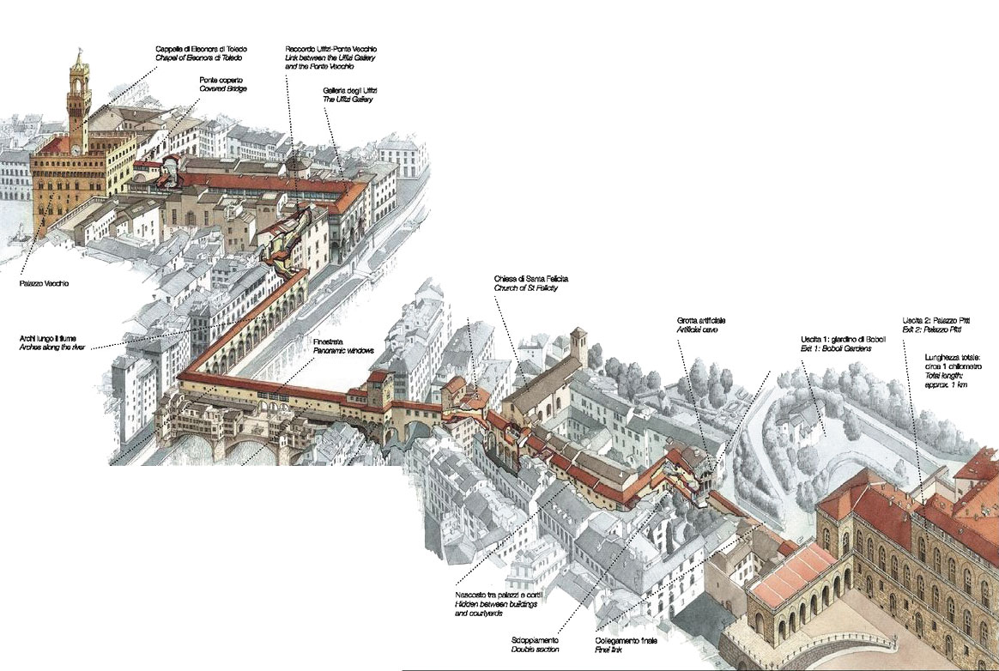 Cappella di Eleonora di Toledo
Chapel of Eleonora di Toledo
Raccordo Uffizi-Ponte Vecchio
Link between the Uffizi Gallery
and the Ponte Vecchio
Ponte coperto
Covered Bridge
Galleria degli Uffizi
The Uffizi Gallery
Palazzo Vecchio
Archi lungo il fiume
Arches along the river
Finestrata
Panoramic windows
Chiesa di Santa Felicita
Church of St Felicity
Grotta artificiale
Artificial cave
Uscita 1: giardino di Boboli
Exit 1: Boboli Gardens
Uscita 2: Palazzo Pitti
Exit 2: Palazzo Pitti
Lunghezza totale:
circa 1 chilometro
Total length:
approx. 1 km
Nascosto tra palazzi e cortili
Hidden between buildings
and courtyards
Sdoppiamento
Double section
Collegamento finale
Final link